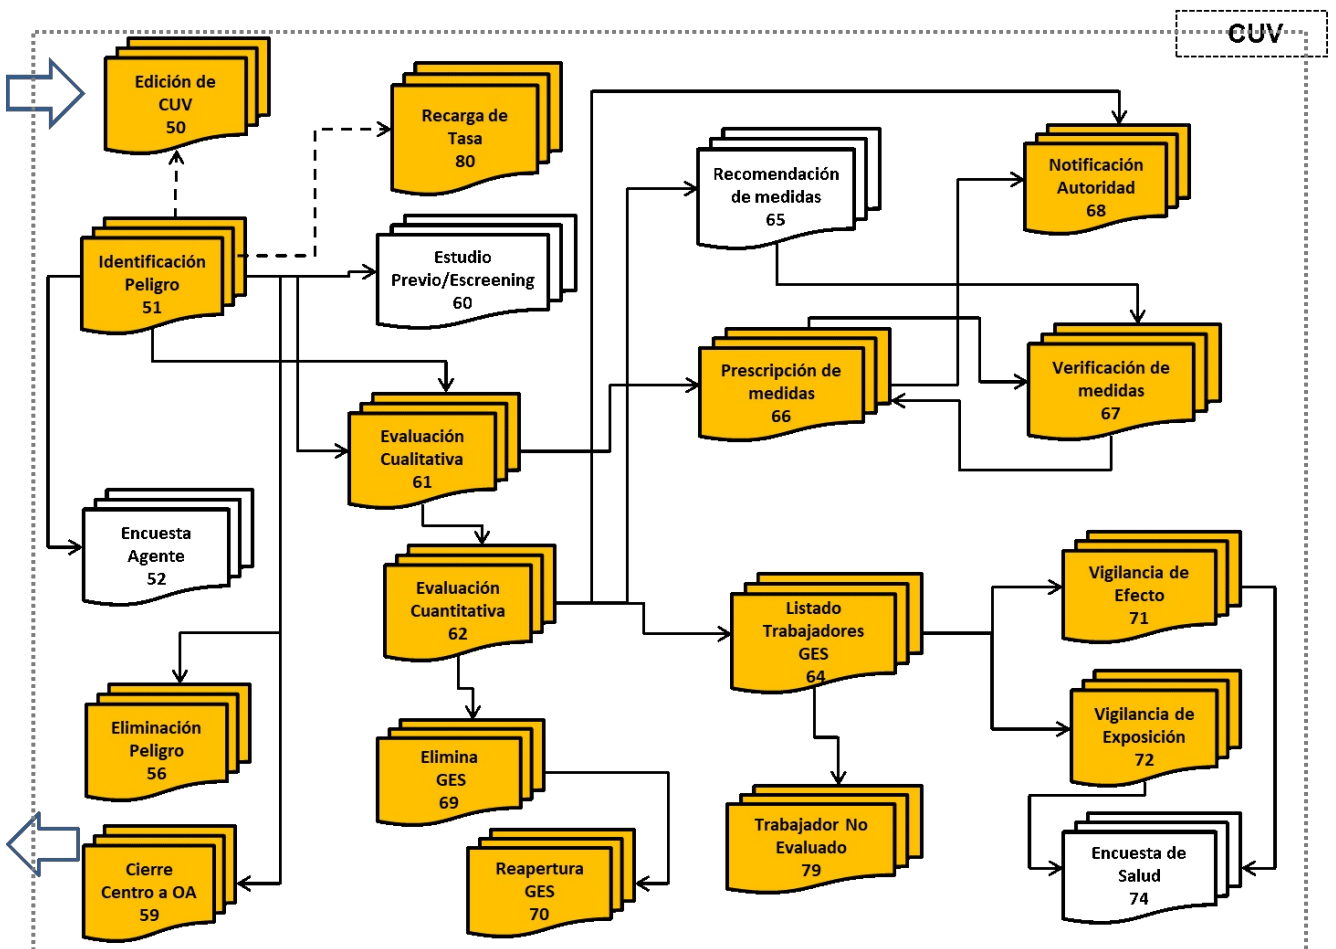 CUV
Edición de
CUV
50
Recarga de
Tasa
80
Recomendación
de medidas
65
Notificación
Autoridad
68
Identificación
Peligro
51
Estudio
Previo/Escreening
60
Prescripción de
medidas
66
Verificación de
medidas
67
Evaluación
Cualitativa
61
Encuesta
Agente
52
Evaluación
Cuantitativa
62
Listado
Trabajadores
GES
64
Vigilancia de
Efecto
71
Eliminación
Peligro
56
Elimina
GES
69
Vigilancia de
Exposición
72
Trabajador No
Evaluado
79
Cierre
Centro a OA
59
Reapertura
GES
70
Encuesta de
Salud
74